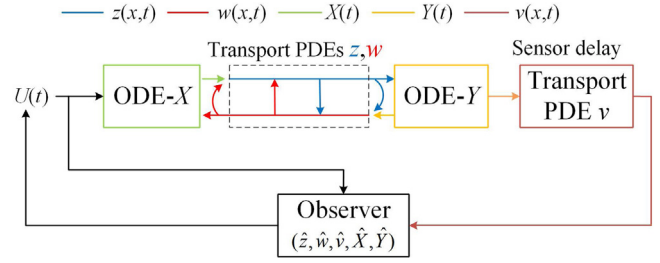 z(x,t) w(x,t) X(t) Y(t) v(x,t)
Transport PDEs z,w
Sensor delay
U(t) ODE-X ODE-Y Transport
PDE v
Observer
(ẑ,ŵ,v̂,X̂,Ŷ)